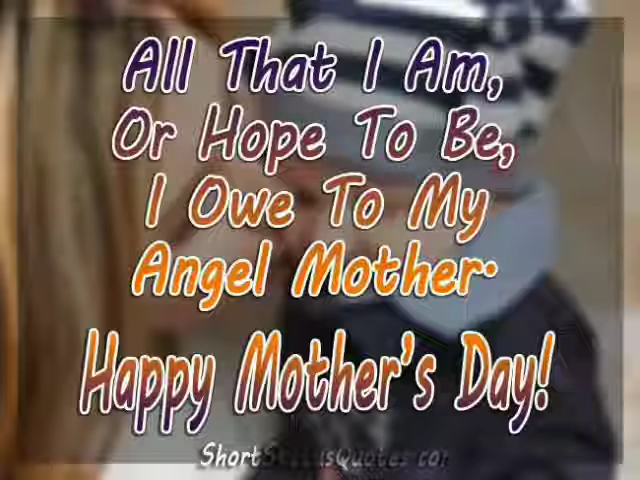 All That I Am,
Or Hope To Be,
I Owe To My
Angel Mother.
Happy Mother's Day!